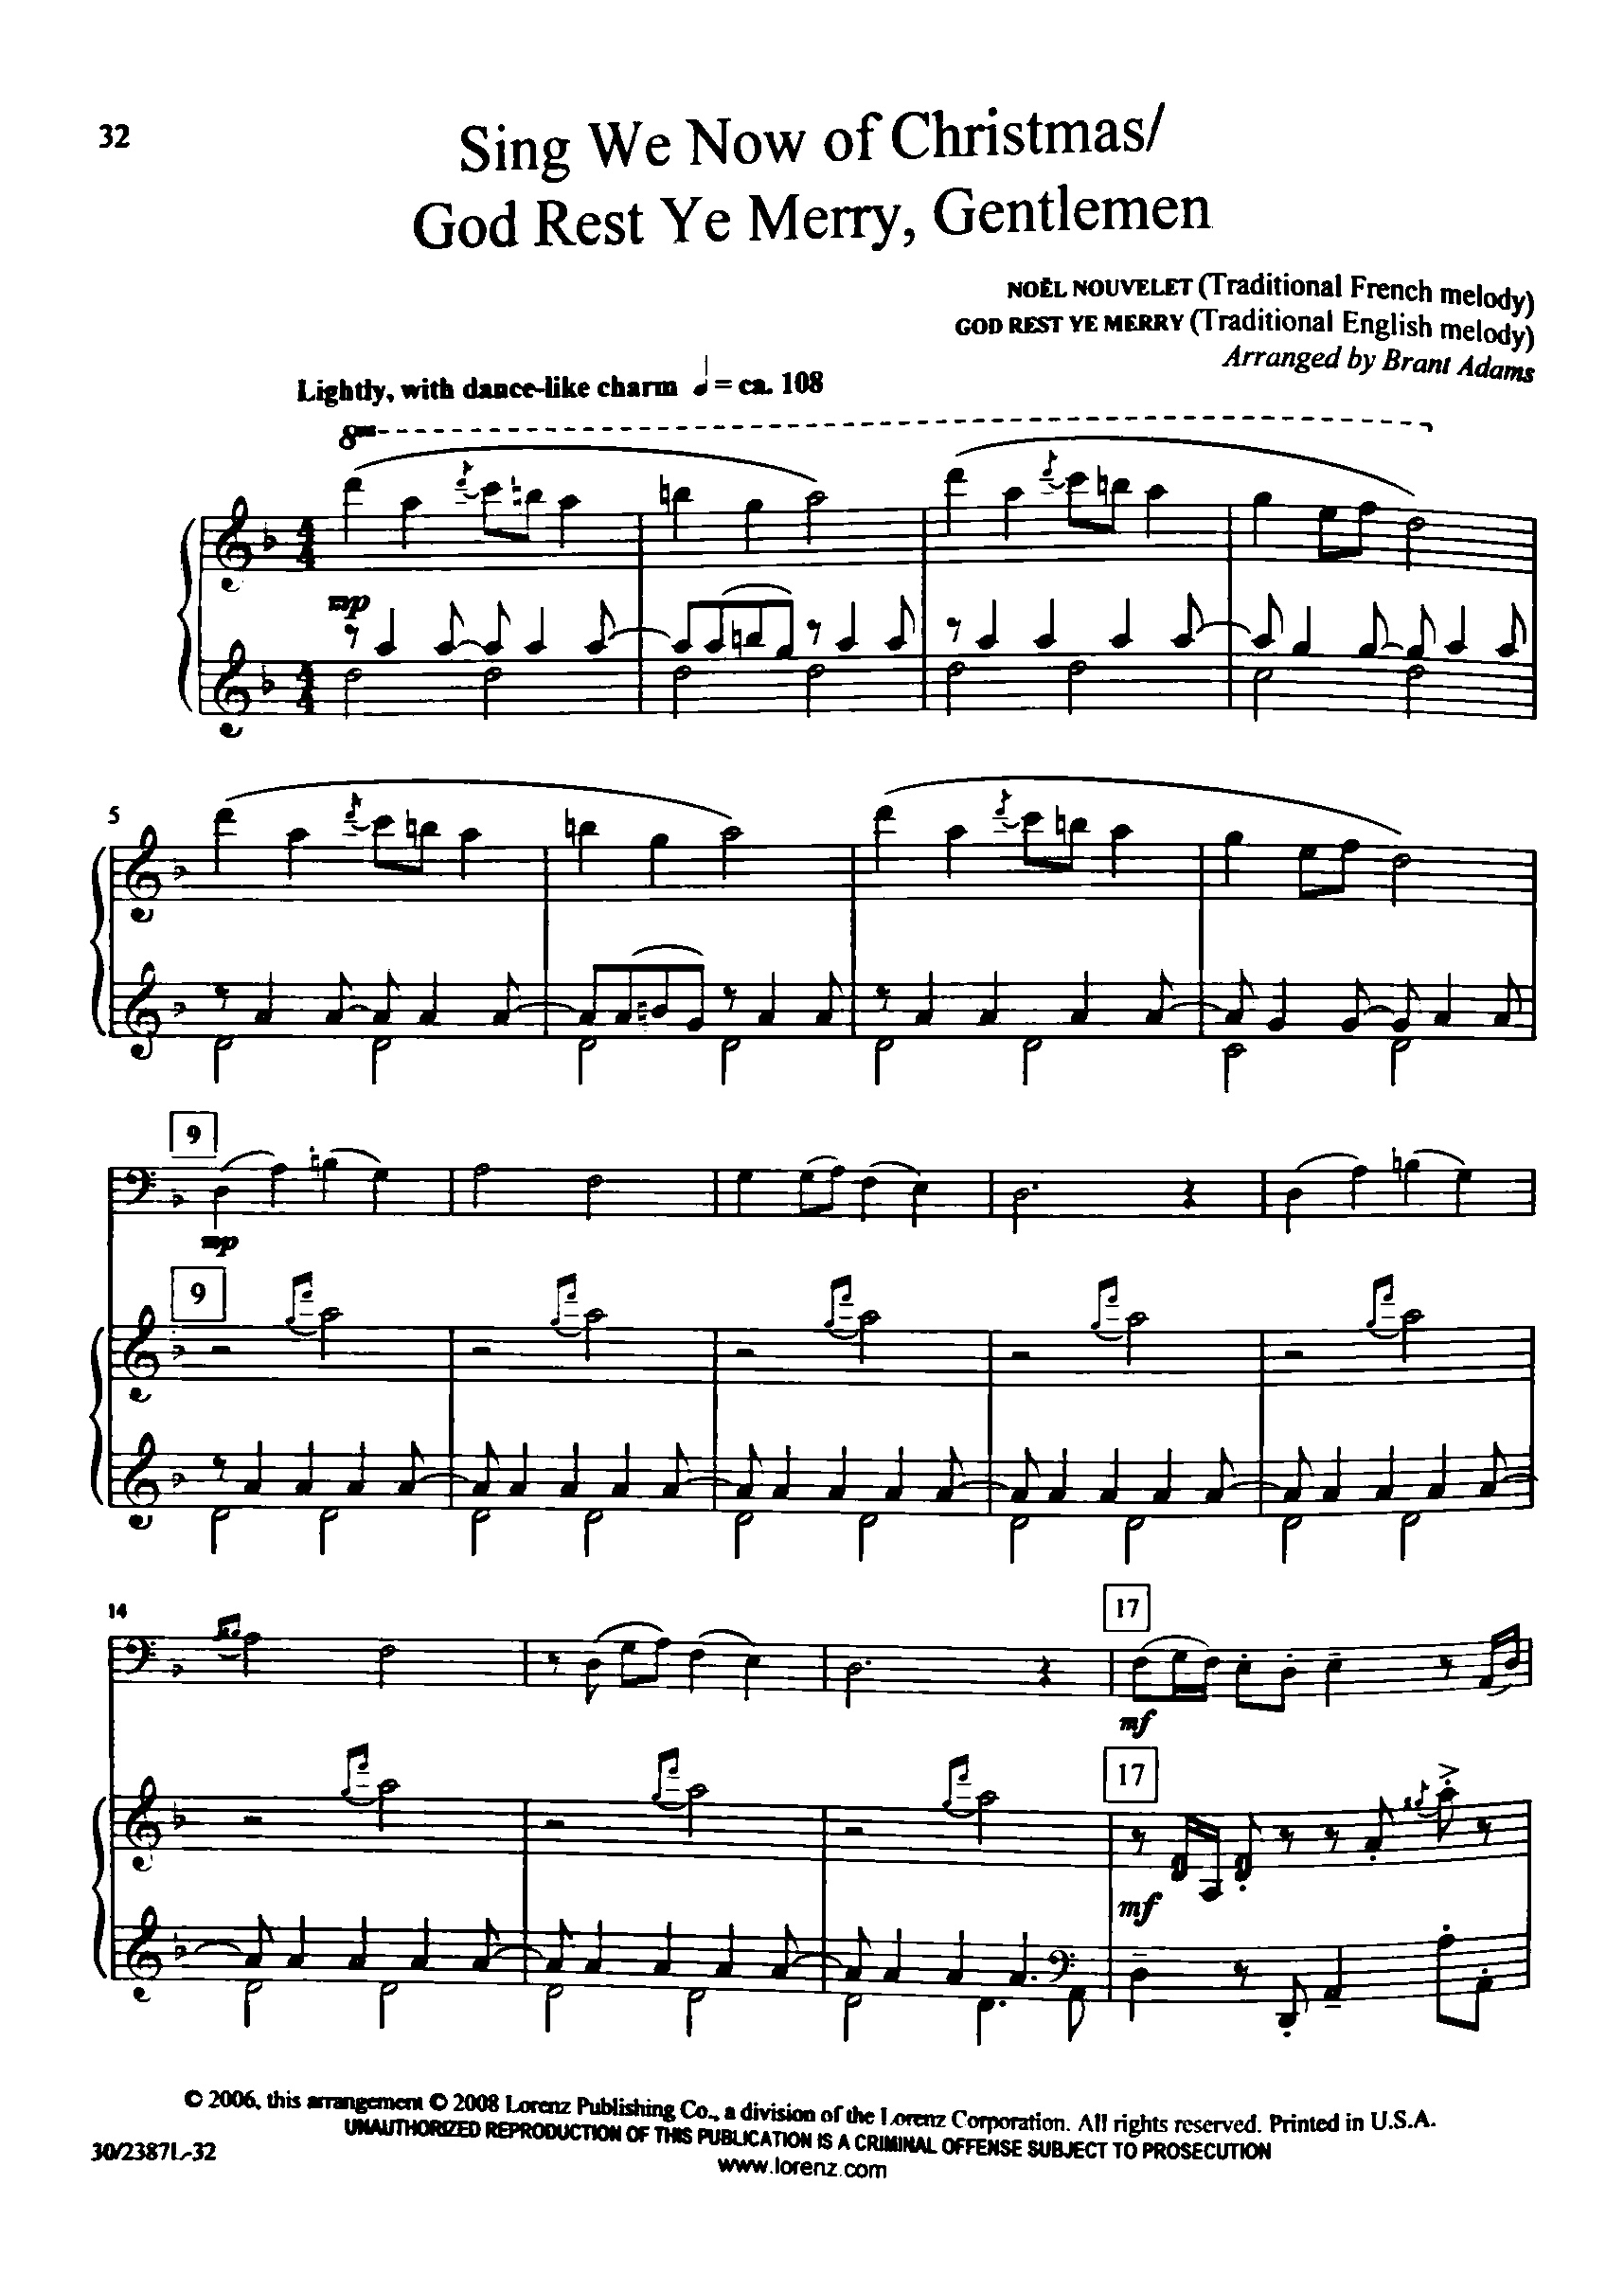 32
Sing We Now of Christmas/
God Rest Ye Merry, Gentlemen
NOËL NOUVELET (Traditional French melody)
GOD REST YE MERRY (Traditional English melody)
Arranged by Brant Adams
Lightly, with dance-like charm ♩ = ca. 108
8va
mp
5
9
mp
9
14
17
mf
17
mf
© 2006, this arrangement © 2008 Lorenz Publishing Co., a division of the Lorenz Corporation. All rights reserved. Printed in U.S.A.
UNAUTHORIZED REPRODUCTION OF THIS PUBLICATION IS A CRIMINAL OFFENSE SUBJECT TO PROSECUTION
30/2387L-32
www.lorenz.com